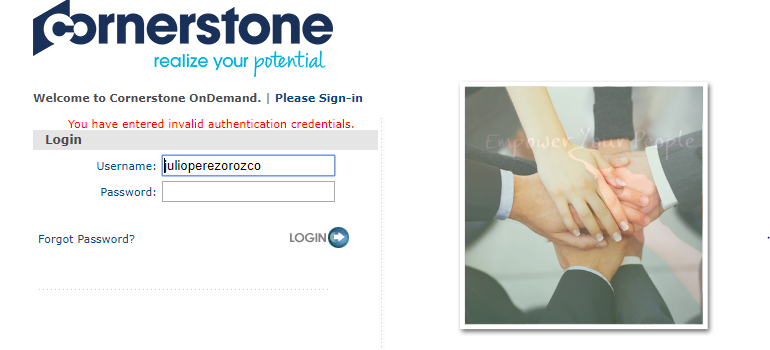 cornerstone
realize your potential
Welcome to Cornerstone OnDemand. | Please Sign-in
You have entered invalid authentication credentials.
Login
Username: julioperezorozco
Password:
Forgot Password? LOGIN
Empower Your People